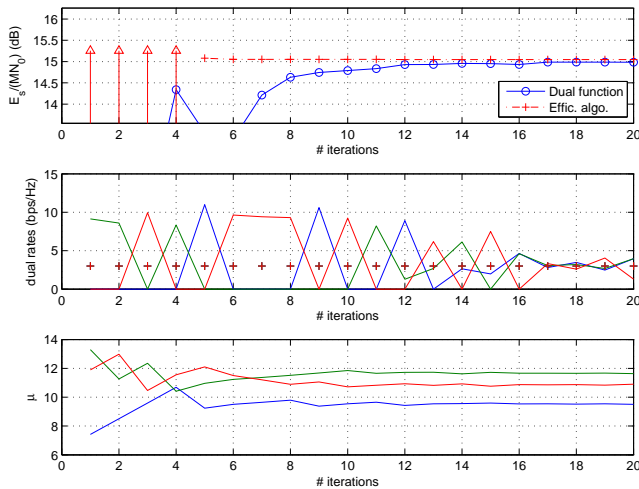 16
15.5
15
14.5
14
E_s/(MN_0) (dB)
0 2 4 6 8 10 12 14 16 18 20
# iterations
Dual function
Effic. algo.
15
10
5
0
dual rates (bps/Hz)
0 2 4 6 8 10 12 14 16 18 20
# iterations
14
12
10
8
6
μ
0 2 4 6 8 10 12 14 16 18 20
# iterations